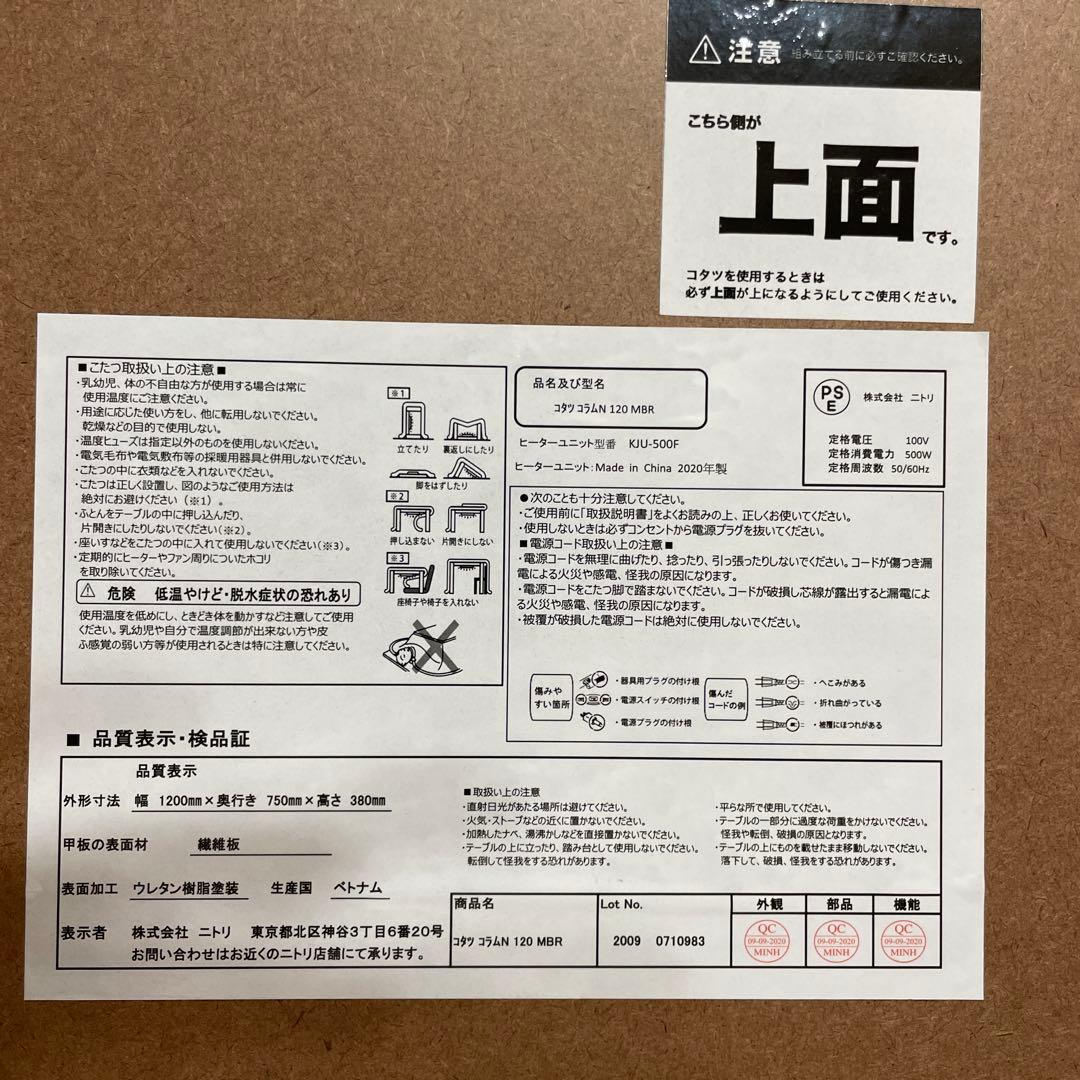 注意 組み立てる前に必ずご確認ください。
こちら側が
上面です。
コタツを使用するときは
必ず上面が上になるようにしてご使用ください。
■こたつ取扱い上の注意■
・乳幼児、体の不自由な方が使用する場合は常に
使用温度にご注意ください。
・用途に応じた使い方をし、他に転用しないでください。
乾燥などの目的で使用しないでください。
・温度ヒューズは指定以外のものを使用しないください。
・電気毛布や電気敷布等の採暖用器具と併用しないでください。
・こたつの中に衣類などを入れないでください。
・こたつは正しく設置し、図のようなご使用方法は
絶対にお避けください（※1）。
・ふとんをテーブルの中に押し込んだり、
片開きにしたりしないでください（※2）。
・座いすなどをこたつの中に入れて使用しないでください（※3）。
・定期的にヒーターやファン周りについたホコリ
を取り除いてください。
危険 低温やけど・脱水症状の恐れあり
使用温度を低めにし、ときどき体を動かすなど注意してご使用
ください。乳幼児や自分で温度調節が出来ない方や皮
ふ感覚の弱い方等が使用されるときは特に注意してください。
※1
立てたり 裏返しにしたり
脚をはずしたり
※2
押し込まない 片開きにしない
※3
座椅子や椅子を入れない
品名及び型名
コタツ コラムN 120 MBR
ヒーターユニット型番 KJU-500F
ヒーターユニット：Made in China 2020年製
PSE 株式会社 ニトリ
定格電圧 100V
定格消費電力 500W
定格周波数 50/60Hz
●次のことも十分注意してください。
・ご使用前に「取扱説明書」をよくお読みの上、正しくお使いてください。
・使用しないときは必ずコンセントから電源プラグを抜いてください。
■電源コード取扱い上の注意■
・電源コードを無理に曲げたり、捻ったり、引っ張ったりしないでください。コードが傷つき漏
電による火災や感電、怪我の原因になります。
・電源コードをこたつ脚で踏まないでください。コードが破損し芯線が露出すると漏電によ
る火災や感電、怪我の原因になります。
・被覆が破損した電源コードは絶対に使用しないでください。
傷みや
すい箇所
・器具用プラグの付け根
・電源スイッチの付け根
・電源プラグの付け根
傷んだ
コードの例
・へこみがある
・折れ曲がっている
・被覆にほつれがある
■ 品質表示・検品証
品質表示
外形寸法 幅 1200mm×奥行き 750mm×高さ 380mm
甲板の表面材 繊維板
表面加工 ウレタン樹脂塗装 生産国 ベトナム
表示者 株式会社 ニトリ 東京都北区神谷3丁目6番20号
お問い合わせはお近くのニトリ店舗にて承ります。
■取扱い上の注意
・直射日光があたる場所は避けてください。
・火気・ストーブなどの近くに置かないでください。
・加熱したナベ、湯沸かしなどを直接置かないでください。
・テーブルの上に立ったり、踏み台として使用しないでください。
転倒して怪我をする恐れがあります。
・平らな所で使用してください。
・テーブルの一部分に過度な荷重をかけないでください。
怪我や転倒、破損の原因となります。
・テーブルの上にものを載せたまま移動しないでください。
落下して、破損、怪我をする恐れがあります。
商品名 Lot No. 外観 部品 機能
コタツ コラムN 120 MBR 2009 0710983
QC 09-09-2020 MINH
QC 09-09-2020 MINH
QC 09-09-2020 MINH